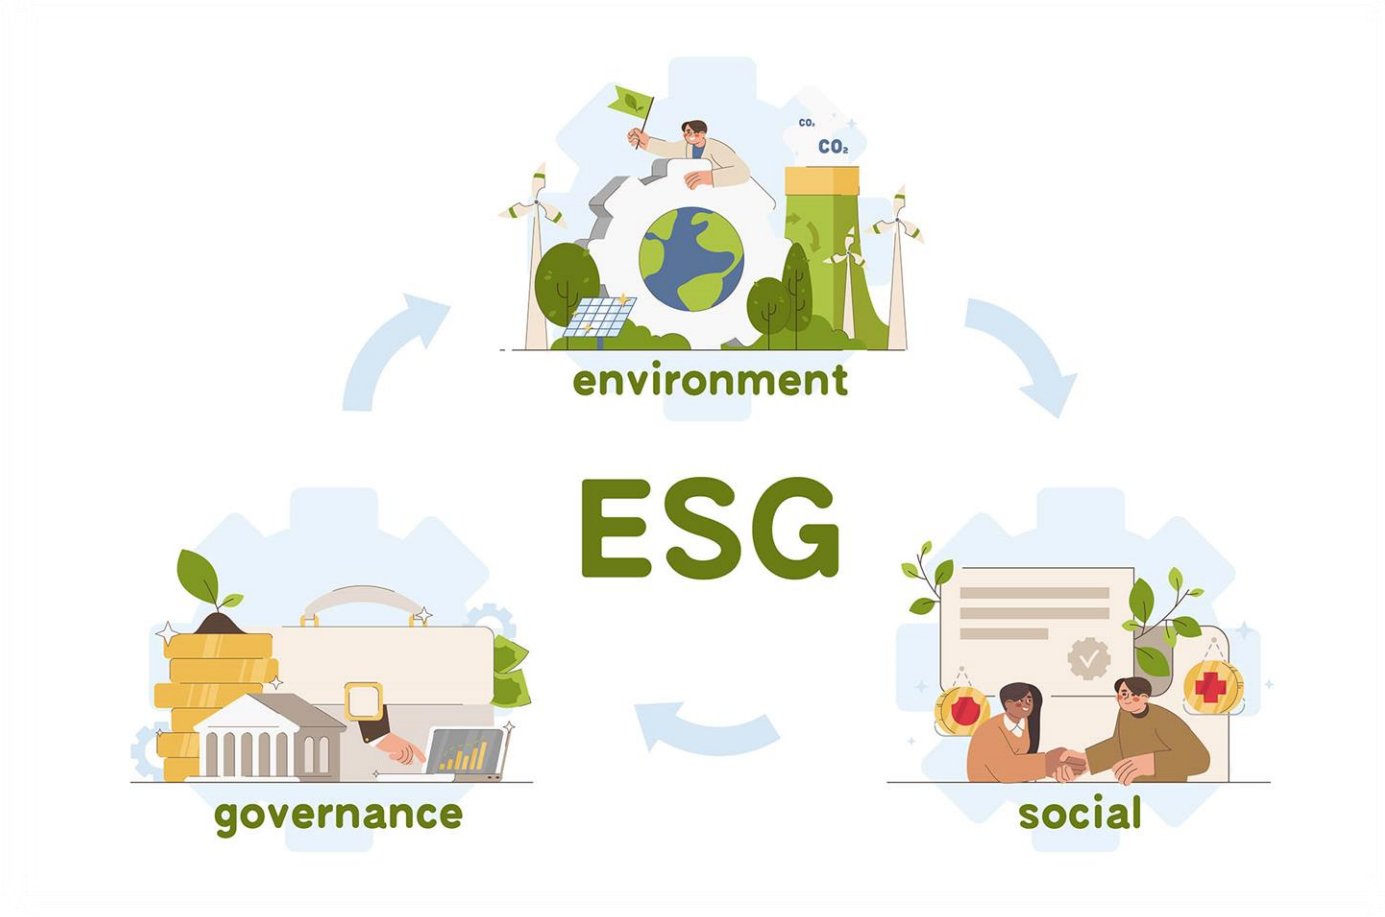 CO₂
CO₂
environment
ESG
governance
social